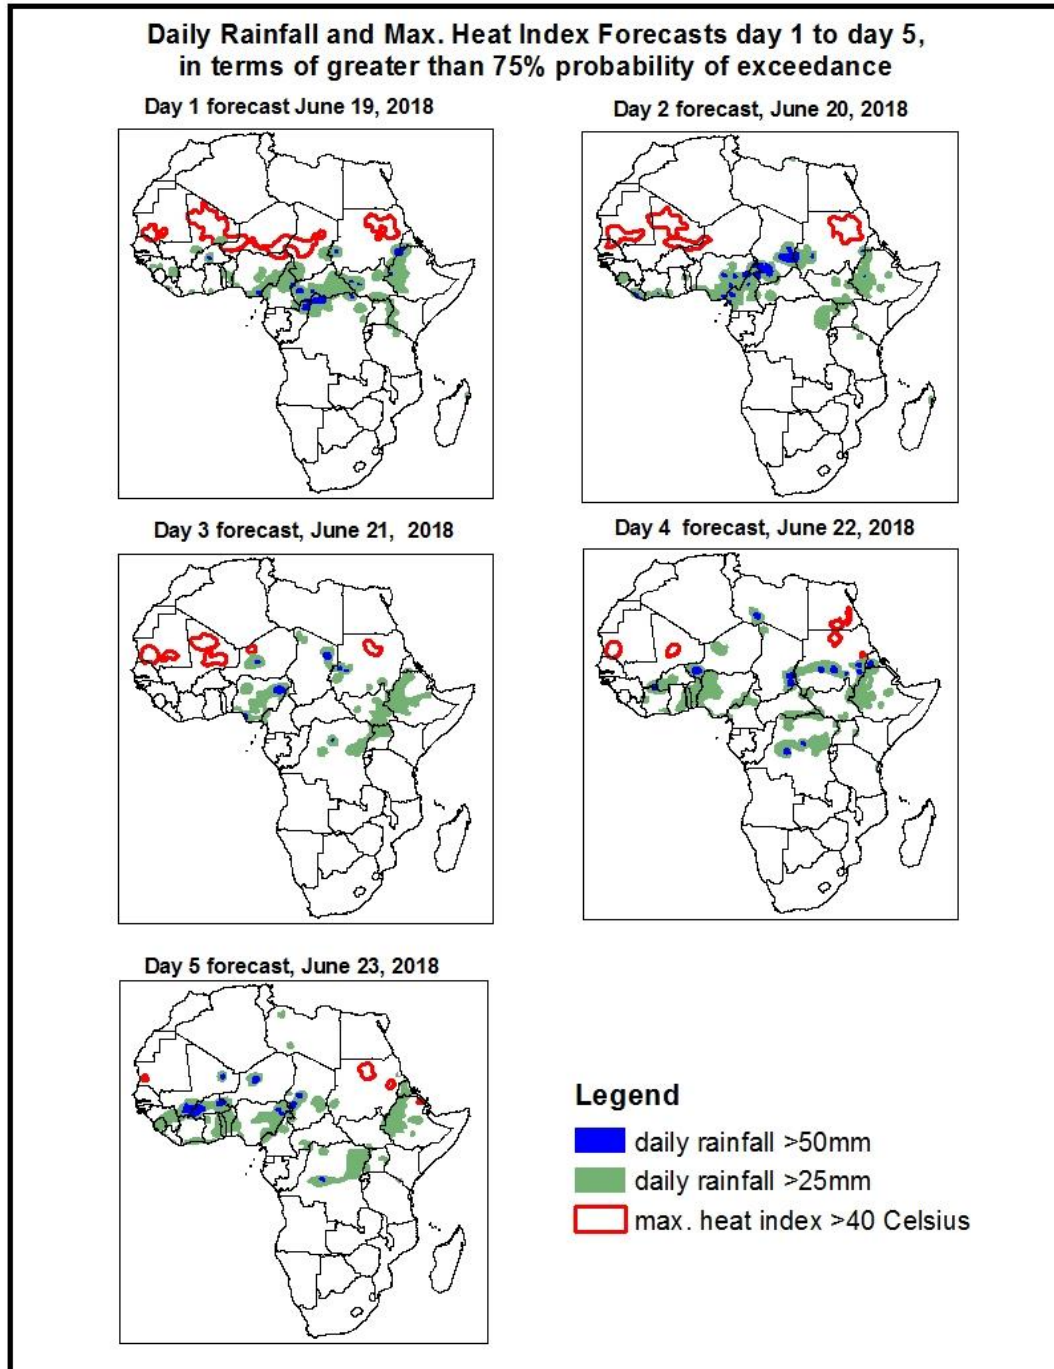 Daily Rainfall and Max. Heat Index Forecasts day 1 to day 5,
in terms of greater than 75% probability of exceedance
Day 1 forecast June 19, 2018
Day 2 forecast, June 20, 2018
Day 3 forecast, June 21, 2018
Day 4 forecast, June 22, 2018
Day 5 forecast, June 23, 2018
Legend
daily rainfall >50mm
daily rainfall >25mm
max. heat index >40 Celsius